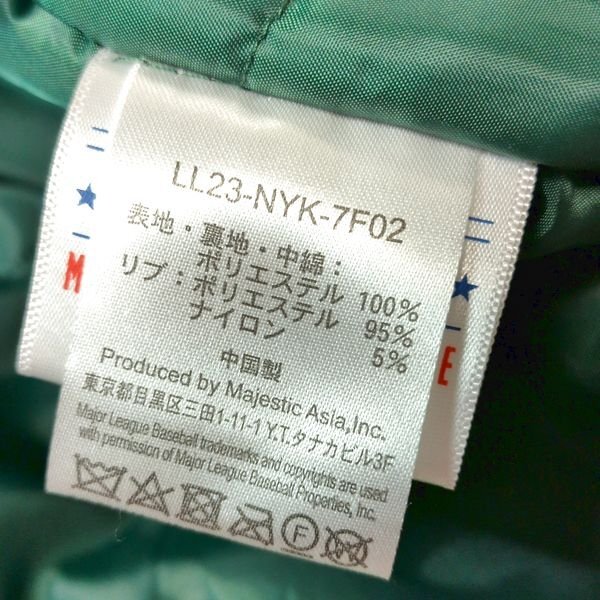 LL23-NYK-7F02
表地・裏地・中綿：
ポリエステル 100%
リブ：ポリエステル 95%
ナイロン 5%
中国製
Produced by Majestic Asia,Inc.
東京都目黒区三田1-11-1 Y.T.タナカビル3F
Major League Baseball trademarks and copyrights are used
with permission of Major League Baseball Properties, Inc.
M
E
F
W